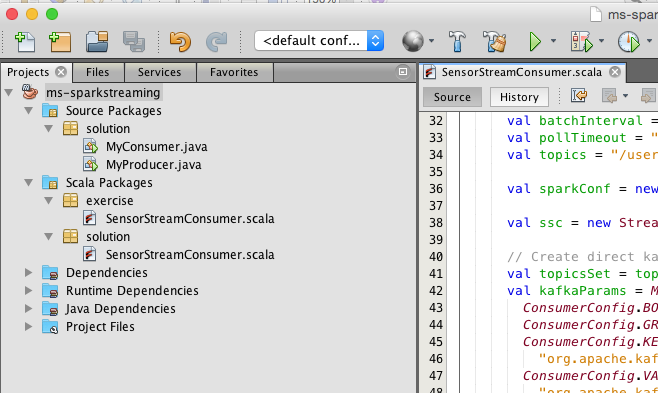 ms-spar
<default conf...
Projects Files Services Favorites
SensorStreamConsumer.scala
Source History
ms-sparkstreaming
Source Packages
solution
MyConsumer.java
MyProducer.java
Scala Packages
exercise
SensorStreamConsumer.scala
solution
SensorStreamConsumer.scala
Dependencies
Runtime Dependencies
Java Dependencies
Project Files
32 val batchInterval =
33 val pollTimeout = "
34 val topics = "/user
35
36 val sparkConf = new
37
38 val ssc = new Strea
39
40 // Create direct ka
41 val topicsSet = top
42 val kafkaParams = M
43 ConsumerConfig.BO
44 ConsumerConfig.GR
45 ConsumerConfig.KE
46 "org.apache.kaf
47 ConsumerConfig.VA
48 "org.apache.kaf